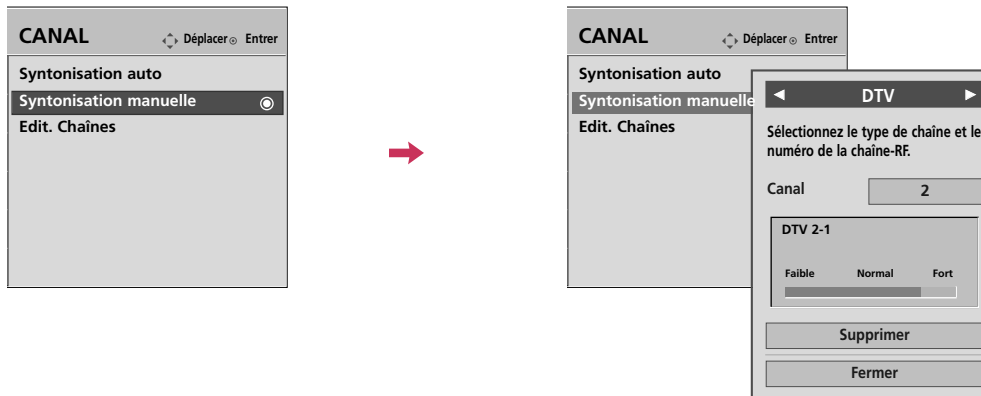 CANAL
Déplacer Entrer
Syntonisation auto
Syntonisation manuelle
Edit. Chaînes
CANAL
Déplacer Entrer
Syntonisation auto
Syntonisation manuelle
Edit. Chaînes
DTV
Sélectionnez le type de chaîne et le
numéro de la chaîne-RF.
Canal 2
DTV 2-1
Faible Normal Fort
Supprimer
Fermer